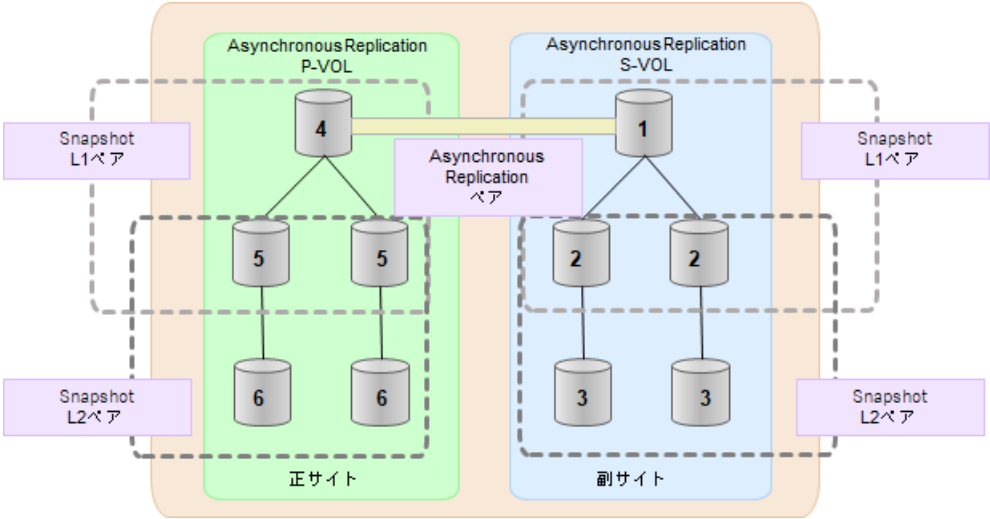 Asynchronous Replication
P-VOL
Asynchronous Replication
S-VOL
4
1
Snapshot
L1ペア
Asynchronous
Replication
ペア
Snapshot
L1ペア
5
5
2
2
6
6
3
3
Snapshot
L2ペア
Snapshot
L2ペア
正サイト
副サイト